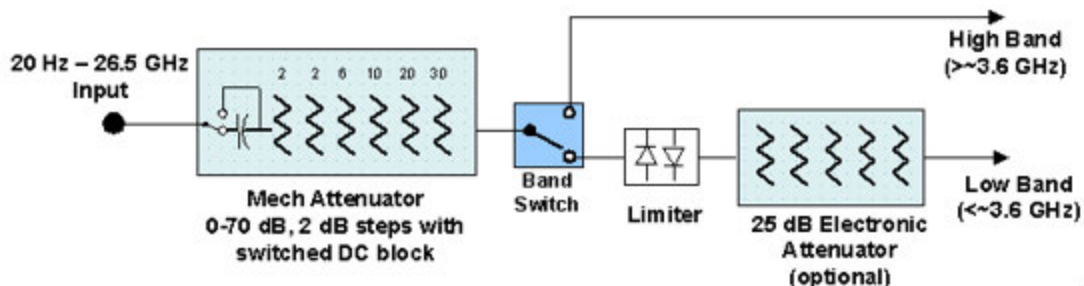 20 Hz – 26.5 GHz
Input
2 2 6 10 20 30
Mech Attenuator
0-70 dB, 2 dB steps with
switched DC block
Band
Switch
Limiter
25 dB Electronic
Attenuator
(optional)
High Band
(>~3.6 GHz)
Low Band
(<~3.6 GHz)